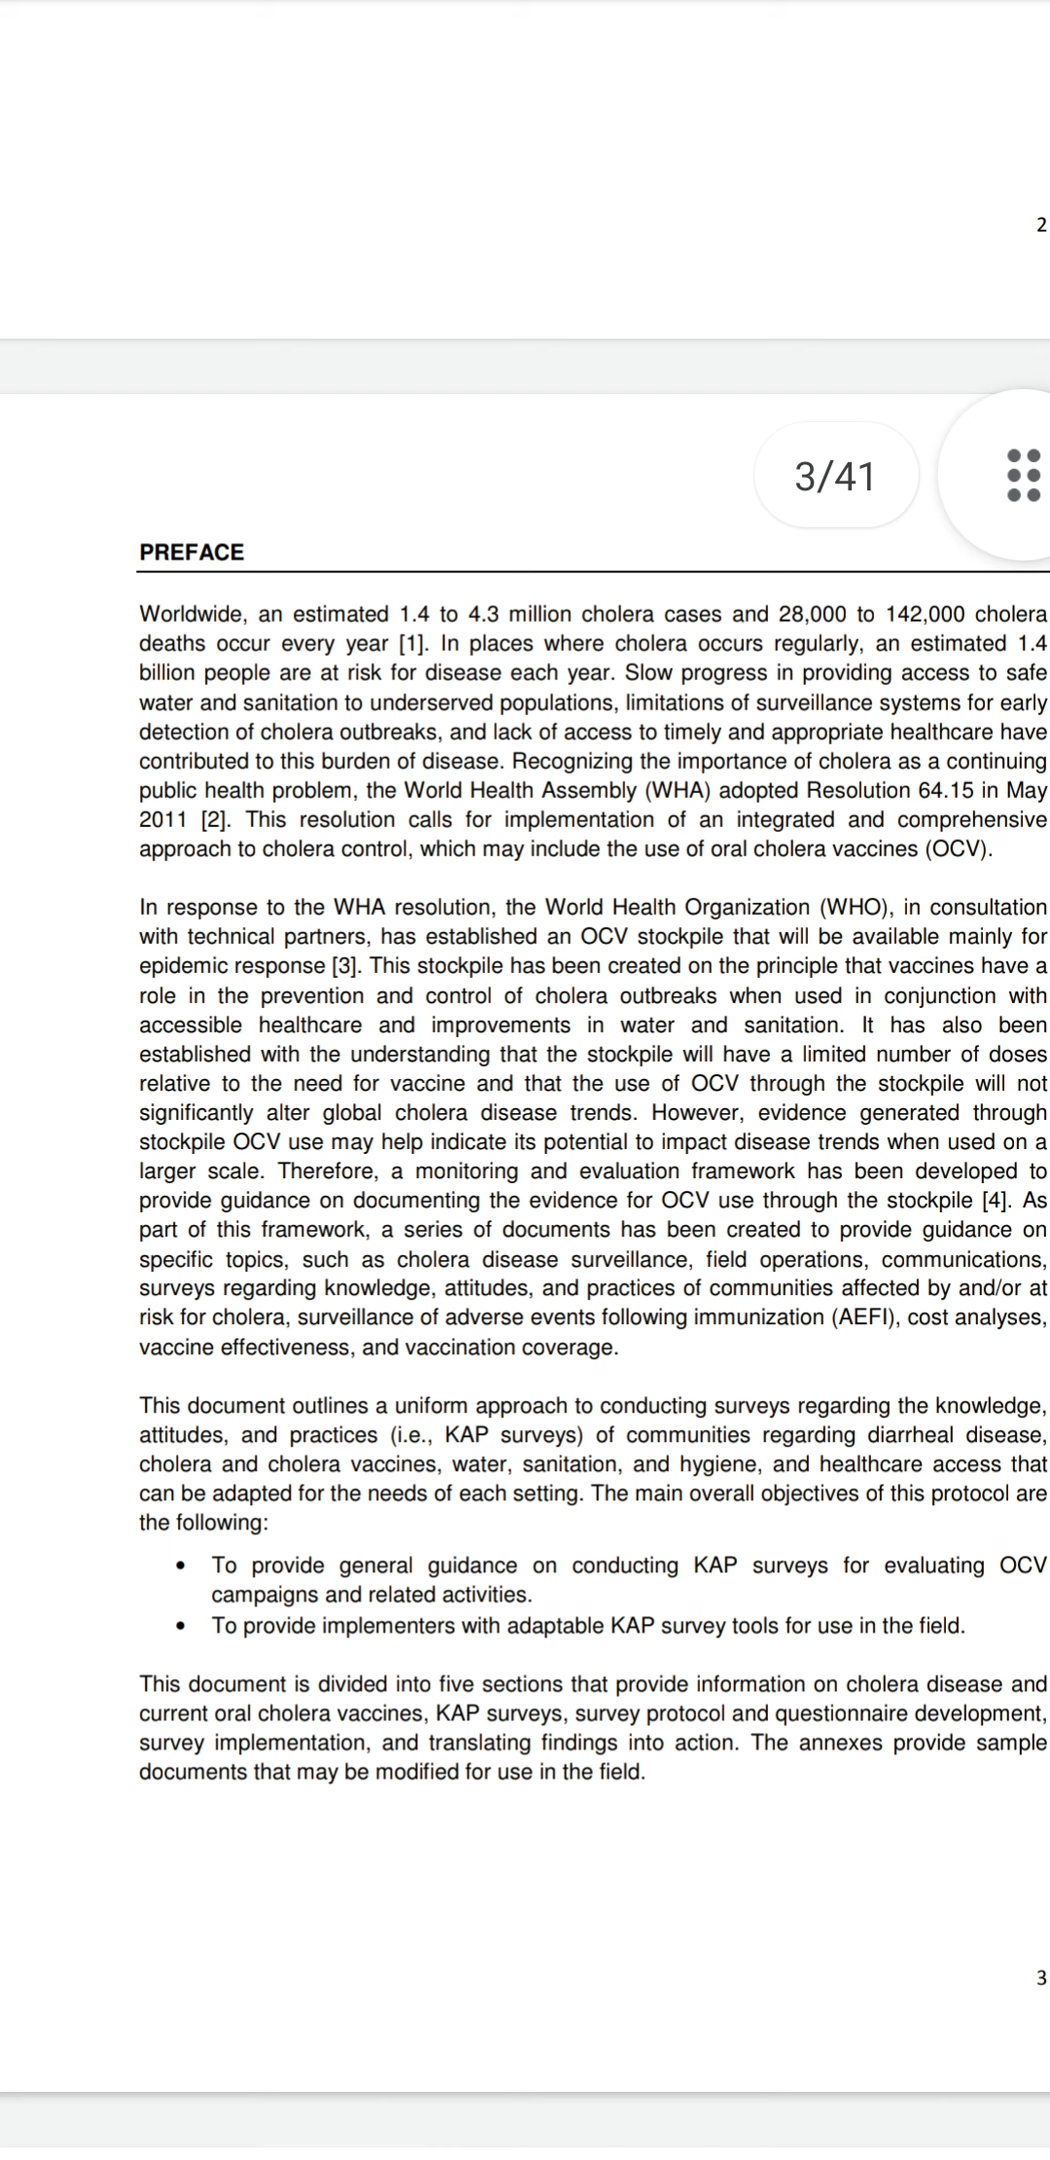 2
3/41
PREFACE
Worldwide, an estimated 1.4 to 4.3 million cholera cases and 28,000 to 142,000 cholera
deaths occur every year [1]. In places where cholera occurs regularly, an estimated 1.4
billion people are at risk for disease each year. Slow progress in providing access to safe
water and sanitation to underserved populations, limitations of surveillance systems for early
detection of cholera outbreaks, and lack of access to timely and appropriate healthcare have
contributed to this burden of disease. Recognizing the importance of cholera as a continuing
public health problem, the World Health Assembly (WHA) adopted Resolution 64.15 in May
2011 [2]. This resolution calls for implementation of an integrated and comprehensive
approach to cholera control, which may include the use of oral cholera vaccines (OCV).
In response to the WHA resolution, the World Health Organization (WHO), in consultation
with technical partners, has established an OCV stockpile that will be available mainly for
epidemic response [3]. This stockpile has been created on the principle that vaccines have a
role in the prevention and control of cholera outbreaks when used in conjunction with
accessible healthcare and improvements in water and sanitation. It has also been
established with the understanding that the stockpile will have a limited number of doses
relative to the need for vaccine and that the use of OCV through the stockpile will not
significantly alter global cholera disease trends. However, evidence generated through
stockpile OCV use may help indicate its potential to impact disease trends when used on a
larger scale. Therefore, a monitoring and evaluation framework has been developed to
provide guidance on documenting the evidence for OCV use through the stockpile [4]. As
part of this framework, a series of documents has been created to provide guidance on
specific topics, such as cholera disease surveillance, field operations, communications,
surveys regarding knowledge, attitudes, and practices of communities affected by and/or at
risk for cholera, surveillance of adverse events following immunization (AEFI), cost analyses,
vaccine effectiveness, and vaccination coverage.
This document outlines a uniform approach to conducting surveys regarding the knowledge,
attitudes, and practices (i.e., KAP surveys) of communities regarding diarrheal disease,
cholera and cholera vaccines, water, sanitation, and hygiene, and healthcare access that
can be adapted for the needs of each setting. The main overall objectives of this protocol are
the following:
• To provide general guidance on conducting KAP surveys for evaluating OCV
campaigns and related activities.
• To provide implementers with adaptable KAP survey tools for use in the field.
This document is divided into five sections that provide information on cholera disease and
current oral cholera vaccines, KAP surveys, survey protocol and questionnaire development,
survey implementation, and translating findings into action. The annexes provide sample
documents that may be modified for use in the field.
3